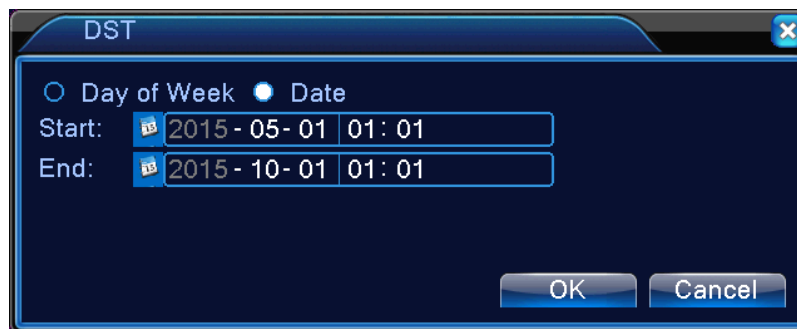 DST
Day of Week Date
Start: 2015 - 05 - 01 01 : 01
End: 2015 - 10 - 01 01 : 01
OK Cancel